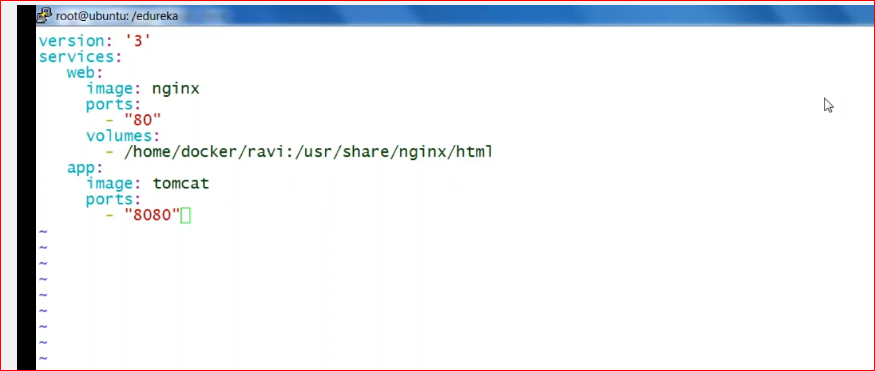 root@ubuntu: /edureka
version: '3'
services:
   web:
     image: nginx
     ports:
       - "80"
     volumes:
       - /home/docker/ravi:/usr/share/nginx/html
   app:
     image: tomcat
     ports:
       - "8080"
~
~
~
~
~
~
~
~
~